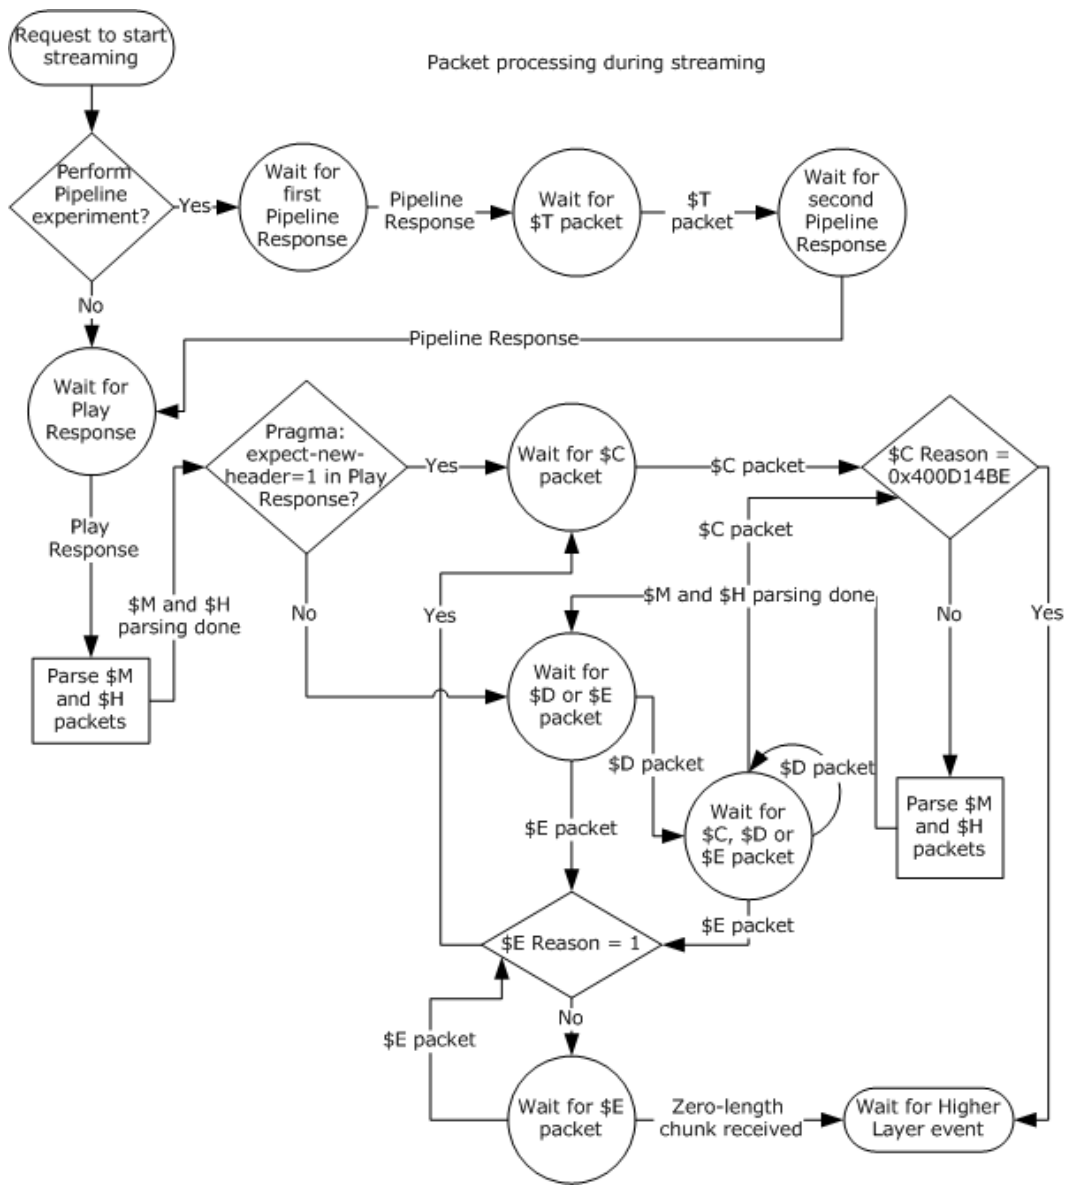 Request to start
streaming
Packet processing during streaming
Perform
Pipeline
experiment?
Yes
Wait for
first
Pipeline
Response
Pipeline
Response
Wait for
$T packet
$T
packet
Wait for
second
Pipeline
Response
No
Pipeline Response
Wait for
Play
Response
Pragma:
expect-new-
header=1 in Play
Response?
Yes
Wait for $C
packet
$C packet
$C Reason =
0x400D14BE
Play
Response
$C packet
$M and $H
parsing done
No
Yes
$M and $H parsing done
No
Yes
Parse $M
and $H
packets
Wait for
$D or $E
packet
$D packet
$D packet
Wait for
$C, $D or
$E packet
Parse $M
and $H
packets
$E packet
$E packet
$E Reason = 1
No
$E packet
Wait for $E
packet
Zero-length
chunk received
Wait for Higher
Layer event